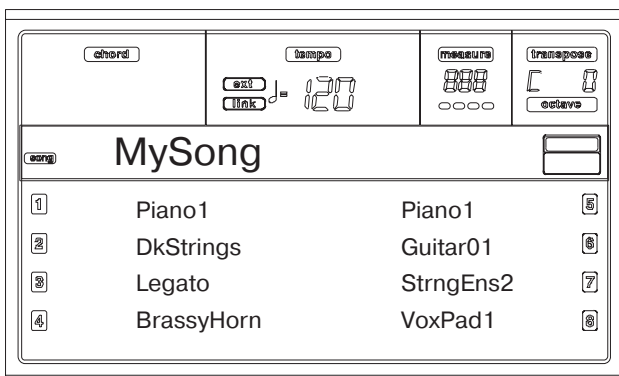 chord tempo measure transpose
ext
link ♩= 120 888 C 0
octave
song MySong
1 Piano1 Piano1 5
2 DkStrings Guitar01 6
3 Legato StrngEns2 7
4 BrassyHorn VoxPad1 8